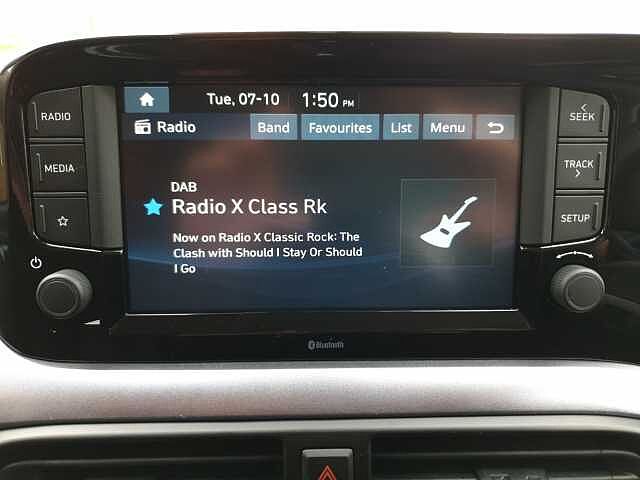 Tue, 07-10 1:50 PM
RADIO
SEEK
Radio Band Favourites List Menu
MEDIA
TRACK
DAB
Radio X Class Rk
SETUP
Now on Radio X Classic Rock: The
Clash with Should I Stay Or Should
I Go
Bluetooth